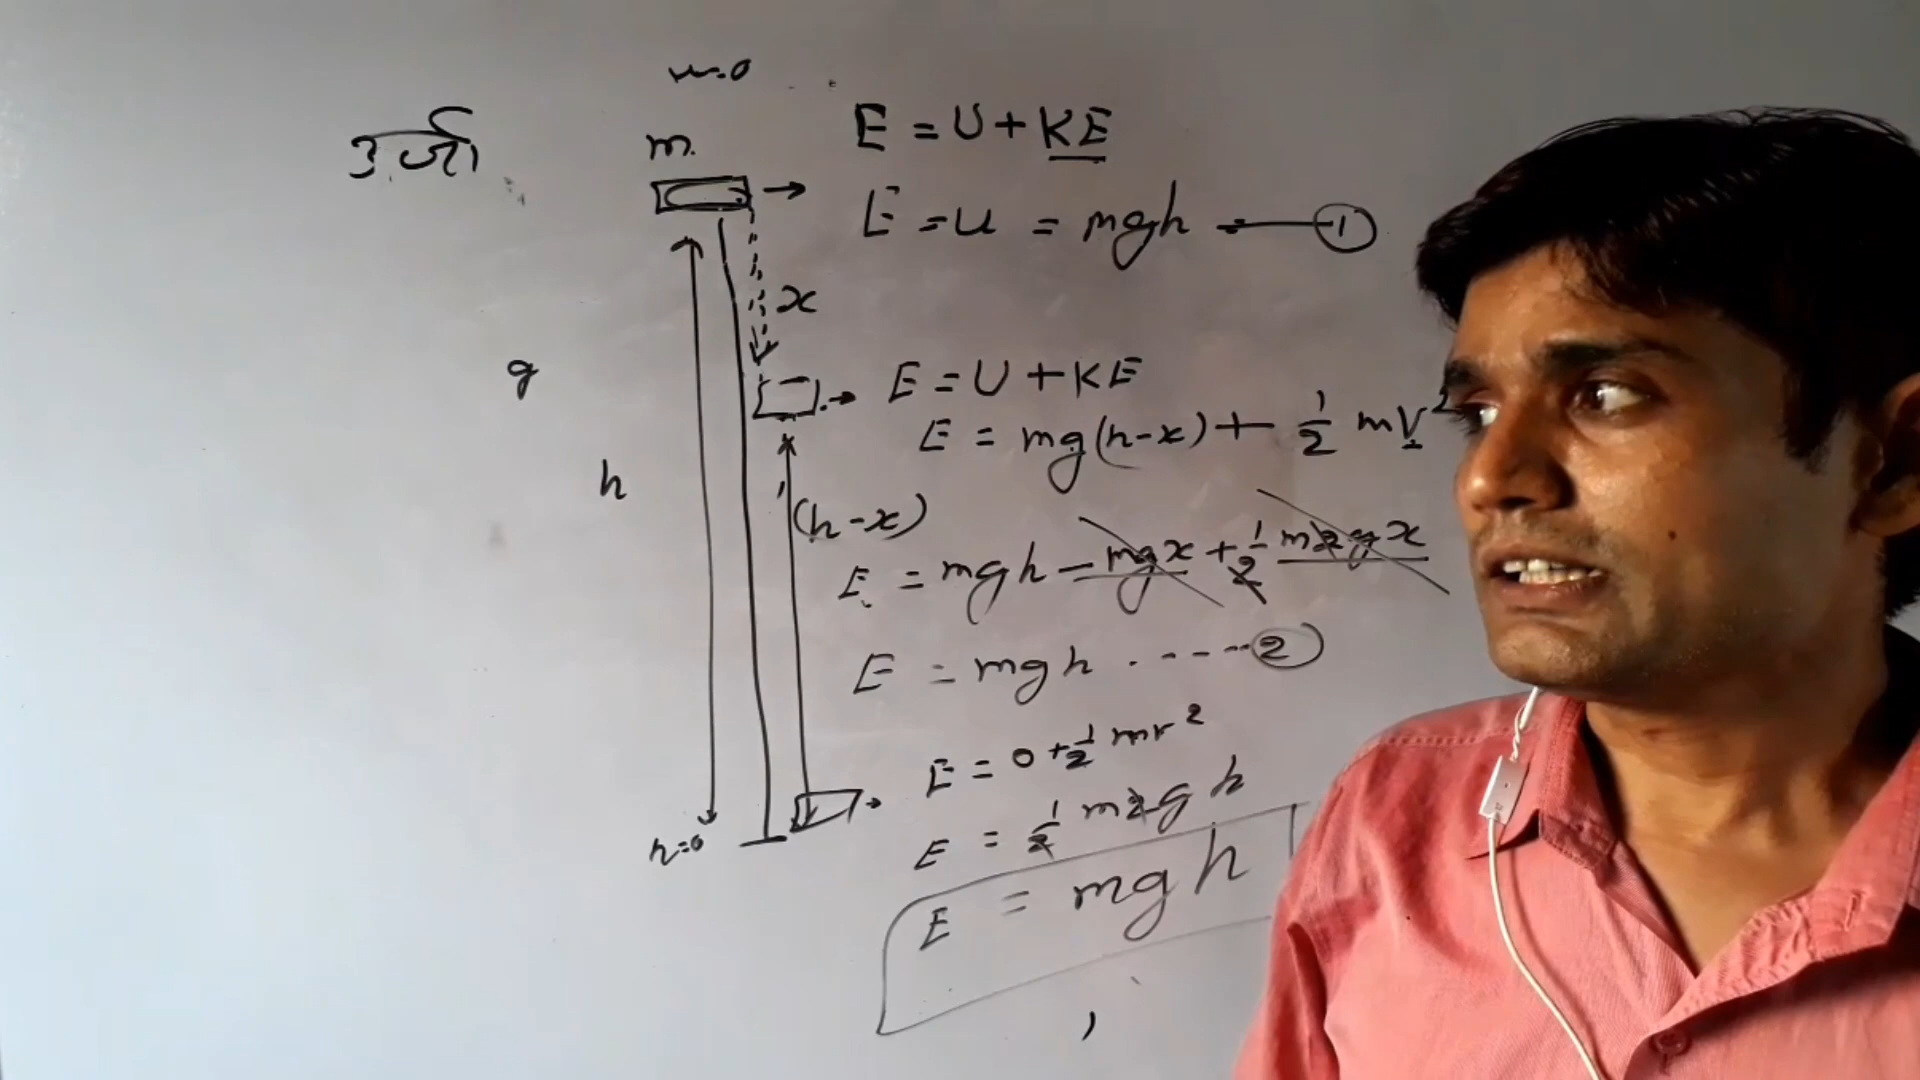 ऊर्जा
m
E = U + KE
E = U = mgh ——— ①
x
g
E = U + KE
E = mg(h-x) + 1/2 mV²
h
(h-x)
E = mgh - mgx + 1/2 m2gx
E = mgh ·----- ②
E = 0 + 1/2 mv²
h=0
E = 1/2 m2gh
E = mgh